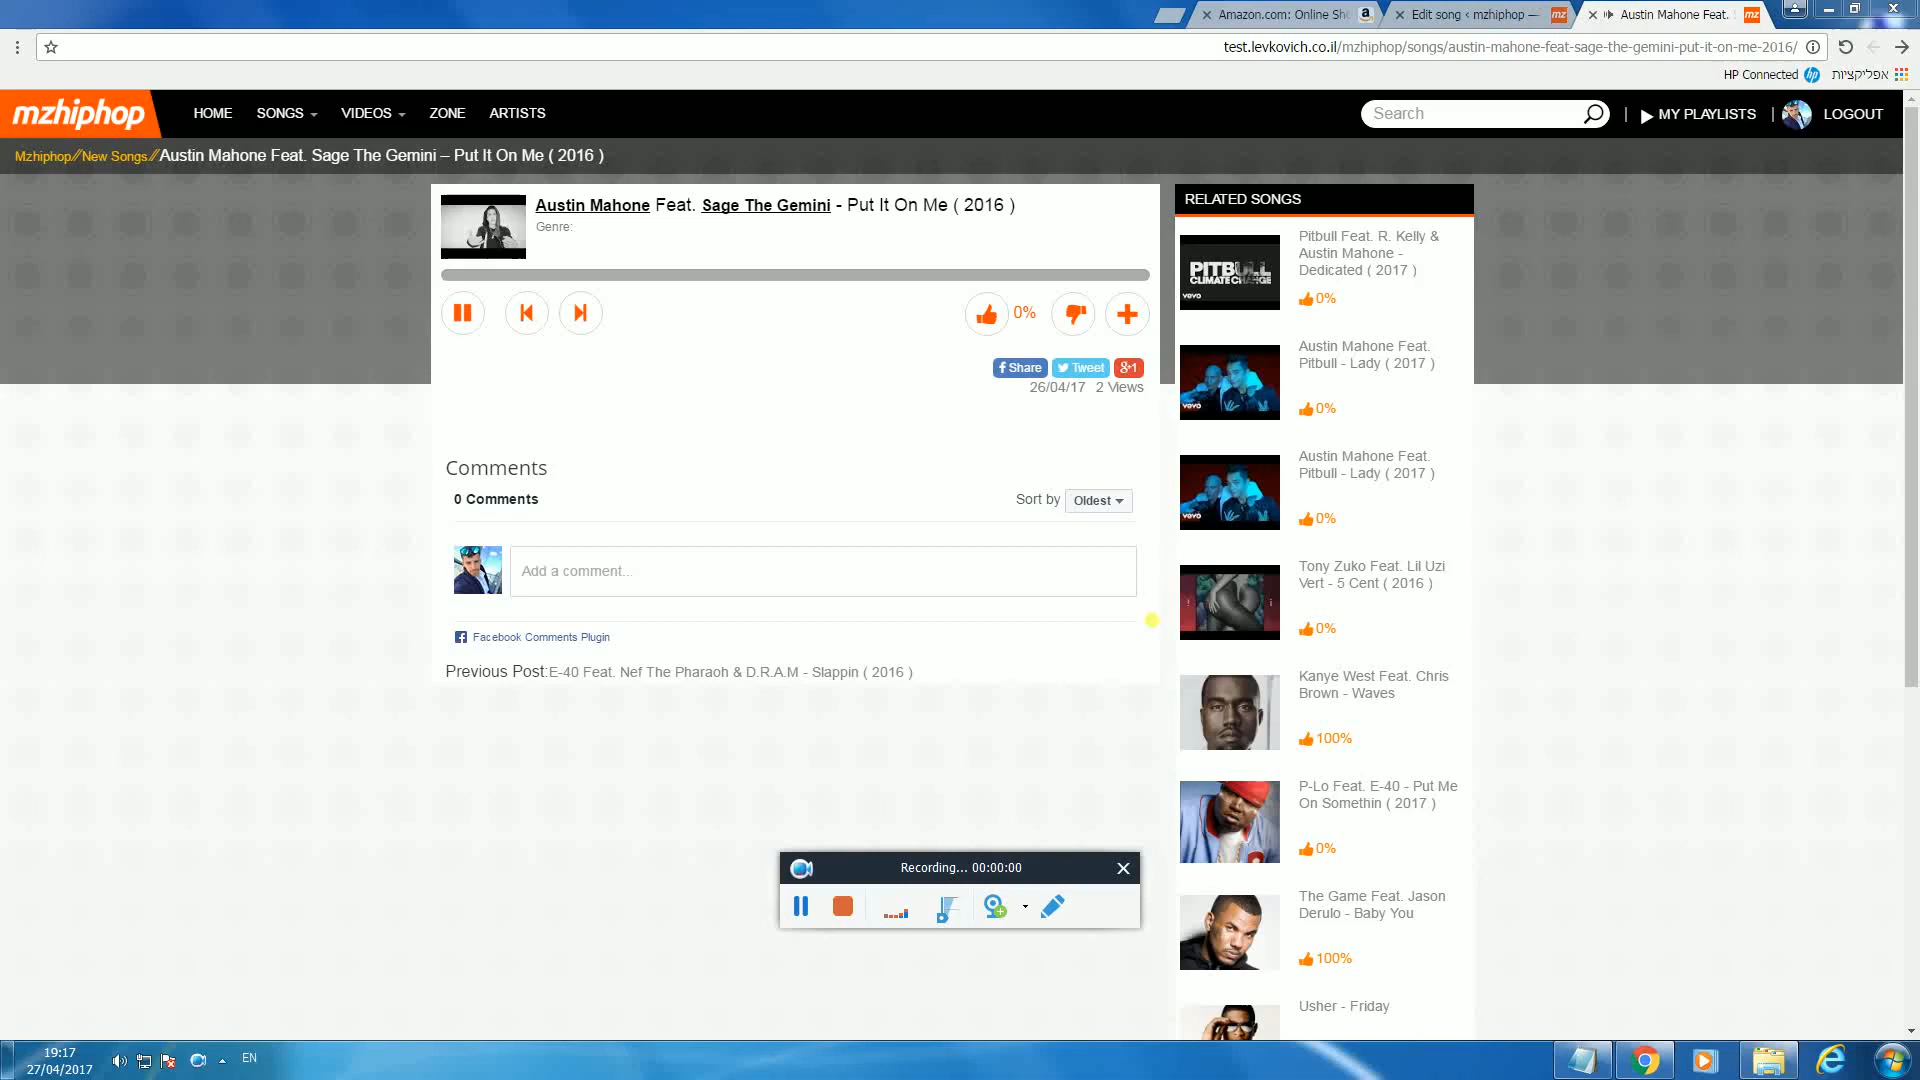 Amazon.com: Online Sh
Edit song ‹ mzhiphop —
Austin Mahone Feat.
test.levkovich.co.il/mzhiphop/songs/austin-mahone-feat-sage-the-gemini-put-it-on-me-2016/
HP Connected
אפליקציות
mzhiphop
HOME
SONGS
VIDEOS
ZONE
ARTISTS
Search
| MY PLAYLISTS | LOGOUT
Mzhiphop//New Songs//Austin Mahone Feat. Sage The Gemini – Put It On Me ( 2016 )
Austin Mahone Feat. Sage The Gemini - Put It On Me ( 2016 )
Genre:
0%
Share
Tweet
g+1
26/04/17 2 Views
Comments
0 Comments
Sort by Oldest
Add a comment...
Facebook Comments Plugin
Previous Post:E-40 Feat. Nef The Pharaoh & D.R.A.M - Slappin ( 2016 )
RELATED SONGS
PITBULL
CLIMATE CHANGE
vevo
Pitbull Feat. R. Kelly &
Austin Mahone -
Dedicated ( 2017 )
0%
vevo
Austin Mahone Feat.
Pitbull - Lady ( 2017 )
0%
vevo
Austin Mahone Feat.
Pitbull - Lady ( 2017 )
0%
Tony Zuko Feat. Lil Uzi
Vert - 5 Cent ( 2016 )
0%
Kanye West Feat. Chris
Brown - Waves
100%
P-Lo Feat. E-40 - Put Me
On Somethin ( 2017 )
0%
The Game Feat. Jason
Derulo - Baby You
100%
Usher - Friday
Recording... 00:00:00
19:17
27/04/2017
EN